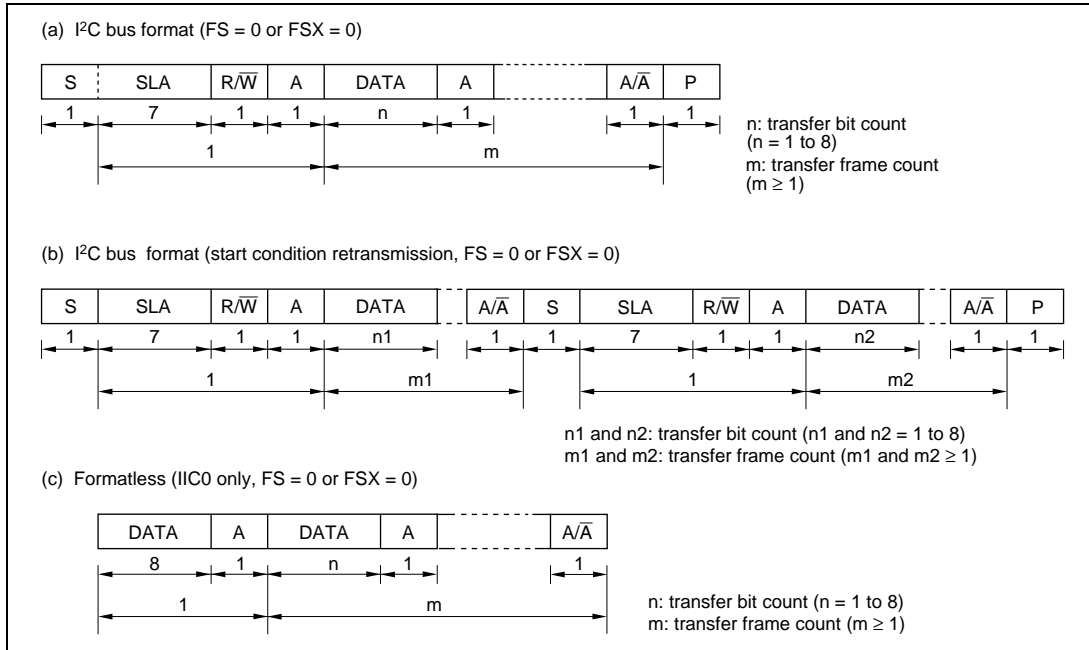 (a) I²C bus format (FS = 0 or FSX = 0)
S SLA R/W̅ A DATA A A/A̅ P
1 7 1 1 n 1 1 1
1 m
n: transfer bit count
(n = 1 to 8)
m: transfer frame count
(m ≥ 1)
(b) I²C bus format (start condition retransmission, FS = 0 or FSX = 0)
S SLA R/W̅ A DATA A/A̅ S SLA R/W̅ A DATA A/A̅ P
1 7 1 1 n1 1 1 7 1 1 n2 1 1
1 m1 1 m2
n1 and n2: transfer bit count (n1 and n2 = 1 to 8)
m1 and m2: transfer frame count (m1 and m2 ≥ 1)
(c) Formatless (IIC0 only, FS = 0 or FSX = 0)
DATA A DATA A A/A̅
8 1 n 1 1
1 m
n: transfer bit count (n = 1 to 8)
m: transfer frame count (m ≥ 1)